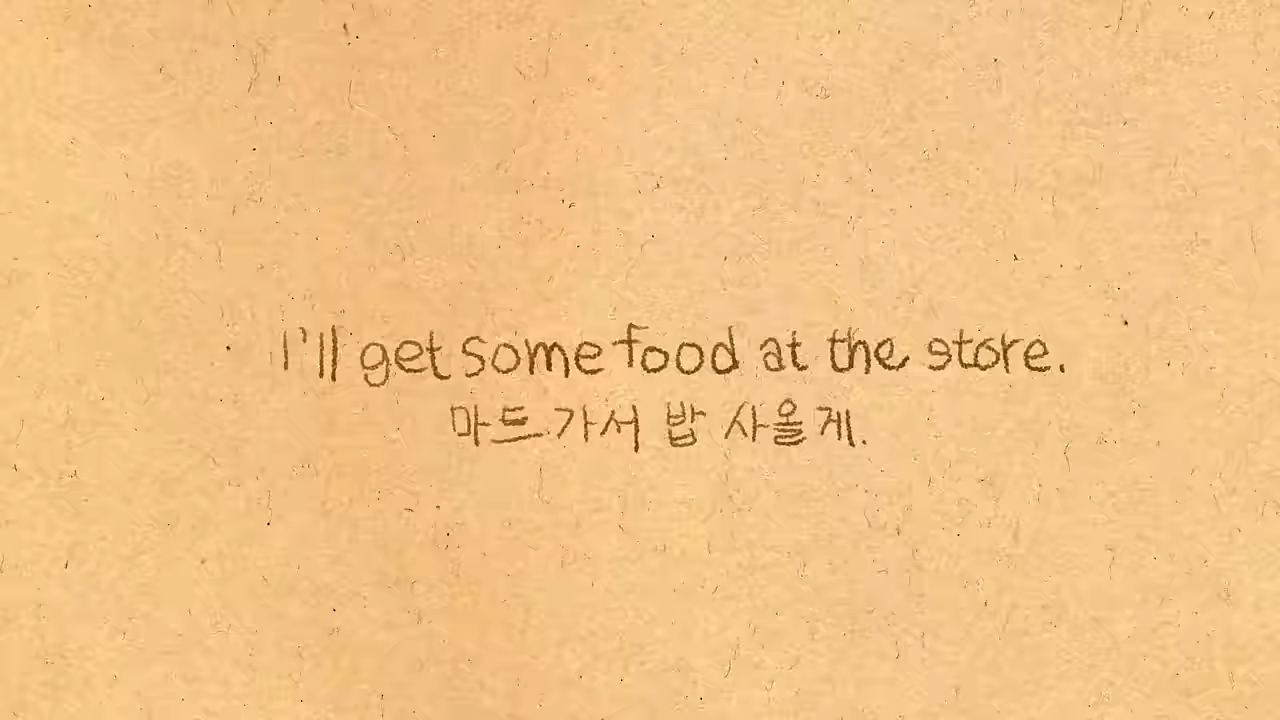 I'll get some food at the store.
마트 가서 밥 사올게.